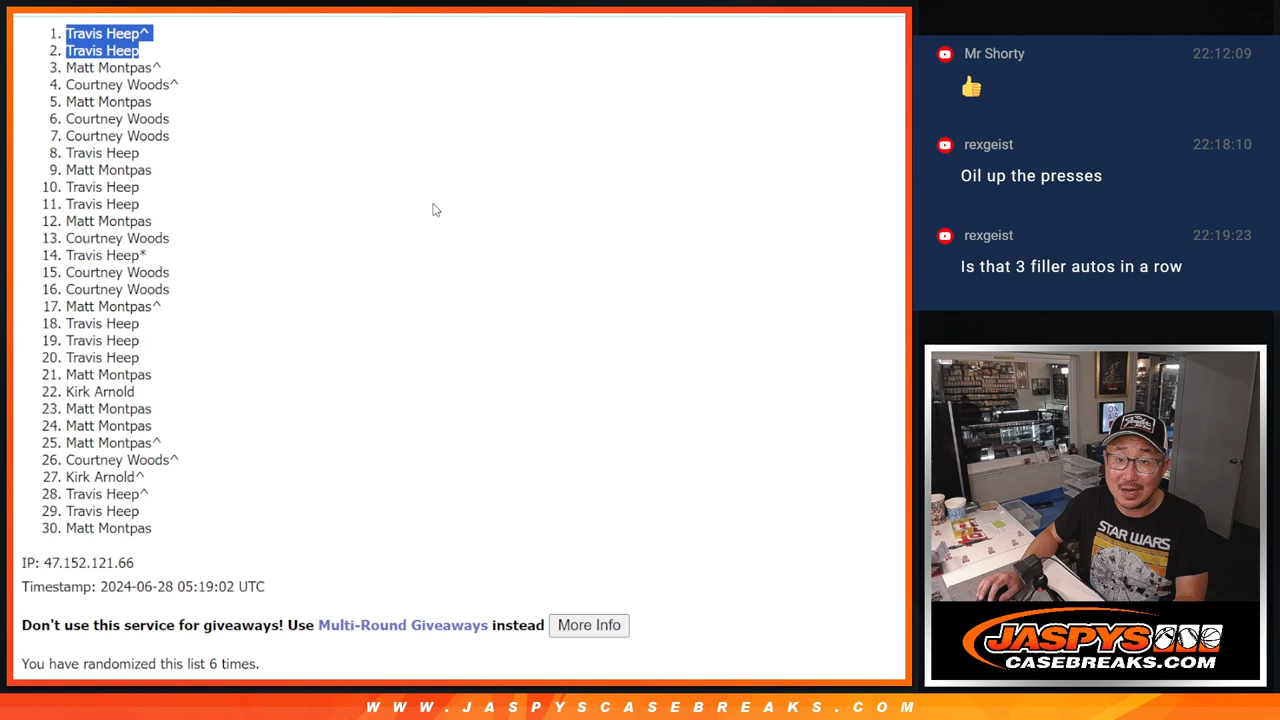 1. Travis Heep^
2. Travis Heep
3. Matt Montpas^
4. Courtney Woods^
5. Matt Montpas
6. Courtney Woods
7. Courtney Woods
8. Travis Heep
9. Matt Montpas
10. Travis Heep
11. Travis Heep
12. Matt Montpas
13. Courtney Woods
14. Travis Heep*
15. Courtney Woods
16. Courtney Woods
17. Matt Montpas^
18. Travis Heep
19. Travis Heep
20. Travis Heep
21. Matt Montpas
22. Kirk Arnold
23. Matt Montpas
24. Matt Montpas
25. Matt Montpas^
26. Courtney Woods^
27. Kirk Arnold^
28. Travis Heep^
29. Travis Heep
30. Matt Montpas
IP: 47.152.121.66
Timestamp: 2024-06-28 05:19:02 UTC
Don't use this service for giveaways! Use Multi-Round Giveaways instead More Info
You have randomized this list 6 times.
Mr Shorty 22:12:09
👍
rexgeist 22:18:10
Oil up the presses
rexgeist 22:19:23
Is that 3 filler autos in a row
ON AIR
STAR WARS
JASPYS
CASEBREAKS.COM
WWW.JASPYSCASEBREAKS.COM